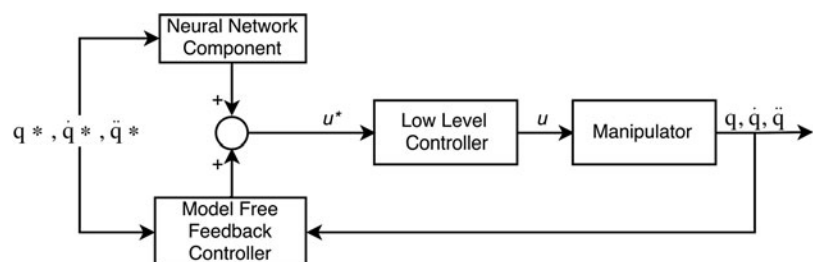 Neural Network
Component
+
q * , q̇ * , q̈ *
u*
Low Level
Controller
u
Manipulator
q, q̇, q̈
+
Model Free
Feedback
Controller